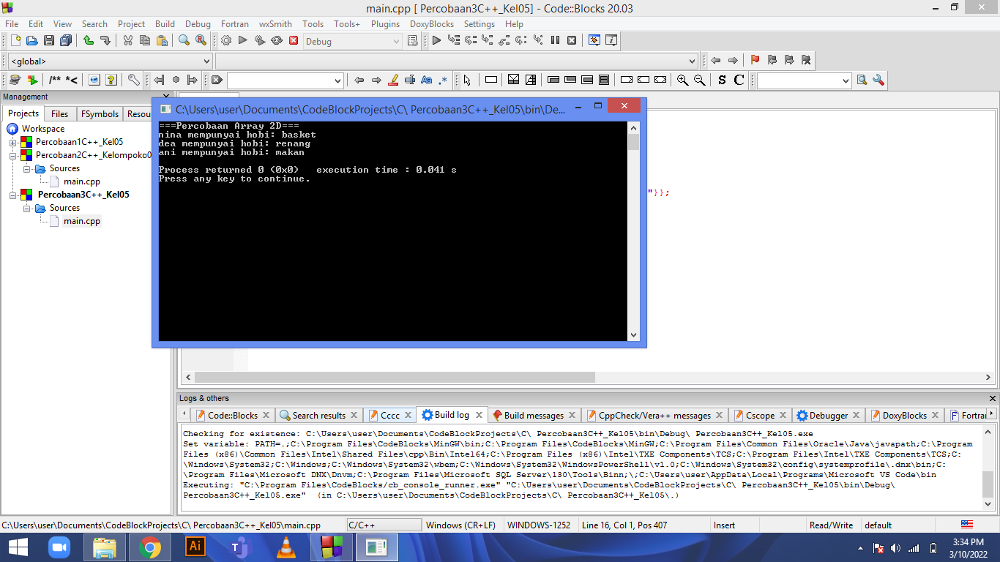 main.cpp [ Percobaan3C++_Kel05] - Code::Blocks 20.03
File Edit View Search Project Build Debug Fortran wxSmith Tools Tools+ Plugins DoxyBlocks Settings Help
Debug
<global>
/** *< Aa .* S C
Management
Projects Files FSymbols Resou
Workspace
Percobaan1C++_Kel05
Percobaan2C++_Kelompoko0
Sources
main.cpp
Percobaan3C++_Kel05
Sources
main.cpp
C:\Users\user\Documents\CodeBlockProjects\C\ Percobaan3C++_Kel05\bin\De...
===Percobaan Array 2D===
nina mempunyai hobi: basket
dea mempunyai hobi: renang
ani mempunyai hobi: makan
Process returned 0 (0x0)   execution time : 0.041 s
Press any key to continue.
"}};
Logs & others
Code::Blocks Search results Cccc Build log Build messages CppCheck/Vera++ messages Cscope Debugger DoxyBlocks Fortra
Checking for existence: C:\Users\user\Documents\CodeBlockProjects\C\ Percobaan3C++_Kel05\bin\Debug\ Percobaan3C++_Kel05.exe
Set variable: PATH=.;C:\Program Files\CodeBlocks\MinGW\bin;C:\Program Files\CodeBlocks\MinGW;C:\Program Files\Common Files\Oracle\Java\javapath;C:\Program
Files (x86)\Common Files\Intel\Shared Files\cpp\Bin\Intel64;C:\Program Files (x86)\Intel\TXE Components\TCS;C:\Program Files\Intel\TXE Components\TCS;C:
\Windows\System32;C:\Windows;C:\Windows\System32\wbem;C:\Windows\System32\WindowsPowerShell\v1.0;C:\Windows\System32\config\systemprofile\.dnx\bin;C:
\Program Files\Microsoft DNX\Dnvm;C:\Program Files\Microsoft SQL Server\130\Tools\Binn;\;C:\Users\user\AppData\Local\Programs\Microsoft VS Code\bin
Executing: "C:\Program Files\CodeBlocks/cb_console_runner.exe" "C:\Users\user\Documents\CodeBlockProjects\C\ Percobaan3C++_Kel05\bin\Debug\
Percobaan3C++_Kel05.exe"  (in C:\Users\user\Documents\CodeBlockProjects\C\ Percobaan3C++_Kel05\.)
C:\Users\user\Documents\CodeBlockProjects\C\ Percobaan3C++_Kel05\main.cpp C/C++ Windows (CR+LF) WINDOWS-1252 Line 16, Col 1, Pos 407 Insert Read/Write default
Ai
3:34 PM
3/10/2022